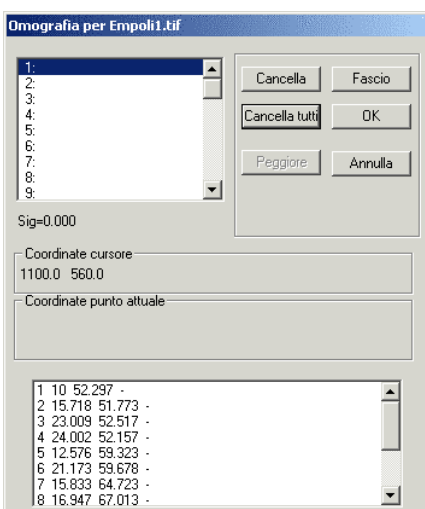 Omografia per Empoli1.tif
1:
2:
3:
4:
5:
6:
7:
8:
9:
Cancella
Fascio
Cancella tutti
OK
Peggiore
Annulla
Sig=0.000
Coordinate cursore
1100.0 560.0
Coordinate punto attuale
1 10 52.297 -
2 15.718 51.773 -
3 23.009 52.517 -
4 24.002 52.157 -
5 12.576 59.323 -
6 21.173 59.678 -
7 15.833 64.723 -
8 16.947 67.013 -